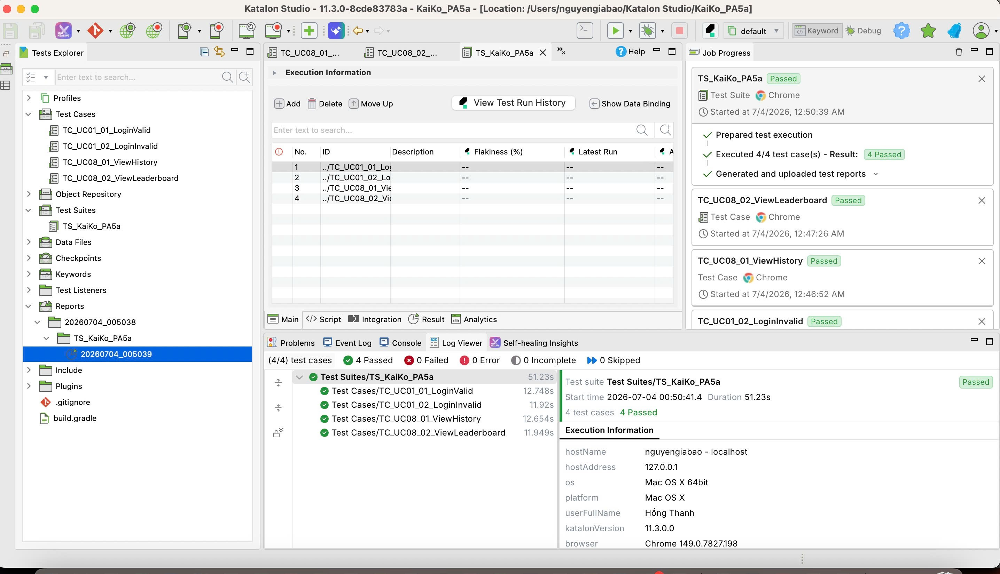 Katalon Studio - 11.3.0-8cde83783a - KaiKo_PA5a - [Location: /Users/nguyengiabao/Katalon Studio/KaiKo_PA5a]
default
Keyword
Debug
Tests Explorer
Enter text to search...
Profiles
Test Cases
TC_UC01_01_LoginValid
TC_UC01_02_LoginInvalid
TC_UC08_01_ViewHistory
TC_UC08_02_ViewLeaderboard
Object Repository
Test Suites
TS_KaiKo_PA5a
Data Files
Checkpoints
Keywords
Test Listeners
Reports
20260704_005038
TS_KaiKo_PA5a
20260704_005039
Include
Plugins
.gitignore
build.gradle
TC_UC08_01_...
TC_UC08_02_...
TS_KaiKo_PA5a
»3
Help
Execution Information
Add
Delete
Move Up
View Test Run History
Show Data Binding
Enter text to search...
No. ID Description Flakiness (%) Latest Run A
1 ../TC_UC01_01_Log -- -- --
2 ../TC_UC01_02_Lo -- -- --
3 ../TC_UC08_01_Vie -- -- --
4 ../TC_UC08_02_Vie -- -- --
Main
Script
Integration
Result
Analytics
Job Progress
TS_KaiKo_PA5a Passed
Test Suite Chrome
Started at 7/4/2026, 12:50:39 AM
Prepared test execution
Executed 4/4 test case(s) - Result: 4 Passed
Generated and uploaded test reports
TC_UC08_02_ViewLeaderboard Passed
Test Case Chrome
Started at 7/4/2026, 12:47:26 AM
TC_UC08_01_ViewHistory Passed
Test Case Chrome
Started at 7/4/2026, 12:46:52 AM
TC_UC01_02_LoginInvalid Passed
Problems
Event Log
Console
Log Viewer
Self-healing Insights
(4/4) test cases 4 Passed 0 Failed 0 Error 0 Incomplete 0 Skipped
Test Suites/TS_KaiKo_PA5a 51.23s
Test Cases/TC_UC01_01_LoginValid 12.748s
Test Cases/TC_UC01_02_LoginInvalid 11.92s
Test Cases/TC_UC08_01_ViewHistory 12.654s
Test Cases/TC_UC08_02_ViewLeaderboard 11.949s
Test suite Test Suites/TS_KaiKo_PA5a Passed
Start time 2026-07-04 00:50:41.4 Duration 51.23s
4 test cases 4 Passed
Execution Information
hostName nguyengiabao - localhost
hostAddress 127.0.0.1
os Mac OS X 64bit
platform Mac OS X
userFullName Hồng Thanh
katalonVersion 11.3.0.0
browser Chrome 149.0.7827.198